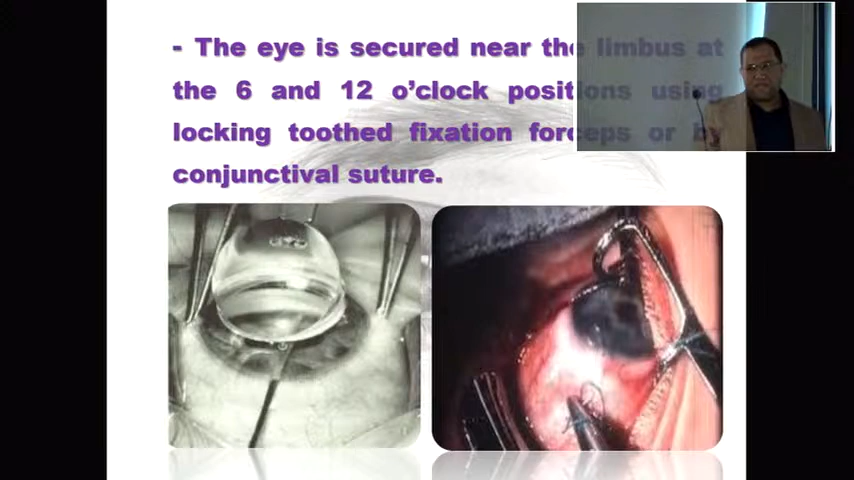 - The eye is secured near the limbus at
the 6 and 12 o'clock positions using
locking toothed fixation forceps or by
conjunctival suture.